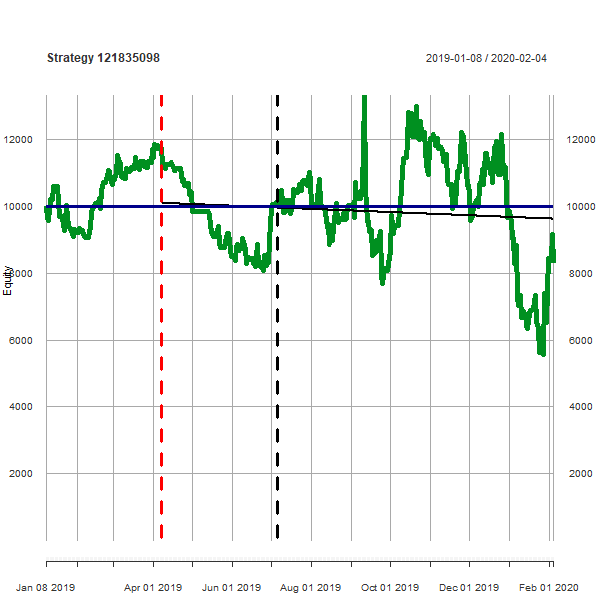 Strategy 121835098
2019-01-08 / 2020-02-04
12000
12000
10000
10000
8000
8000
Equity
6000
6000
4000
4000
2000
2000
Jan 08 2019
Apr 01 2019
Jun 01 2019
Aug 01 2019
Oct 01 2019
Dec 01 2019
Feb 01 2020